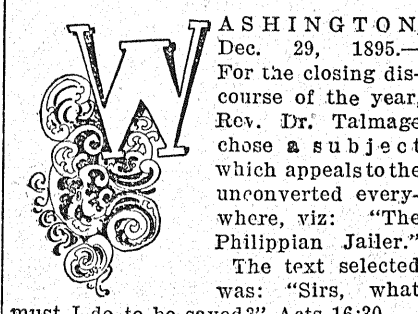 WASHINGTON,
Dec. 29, 1895.—
For the closing dis-
course of the year,
Rev. Dr. Talmage
chose a subject
which appeals to the
unconverted every-
where, viz: "The
Philippian Jailer."
The text selected
was: "Sirs, what
must I do to be saved?" Acts 16:30